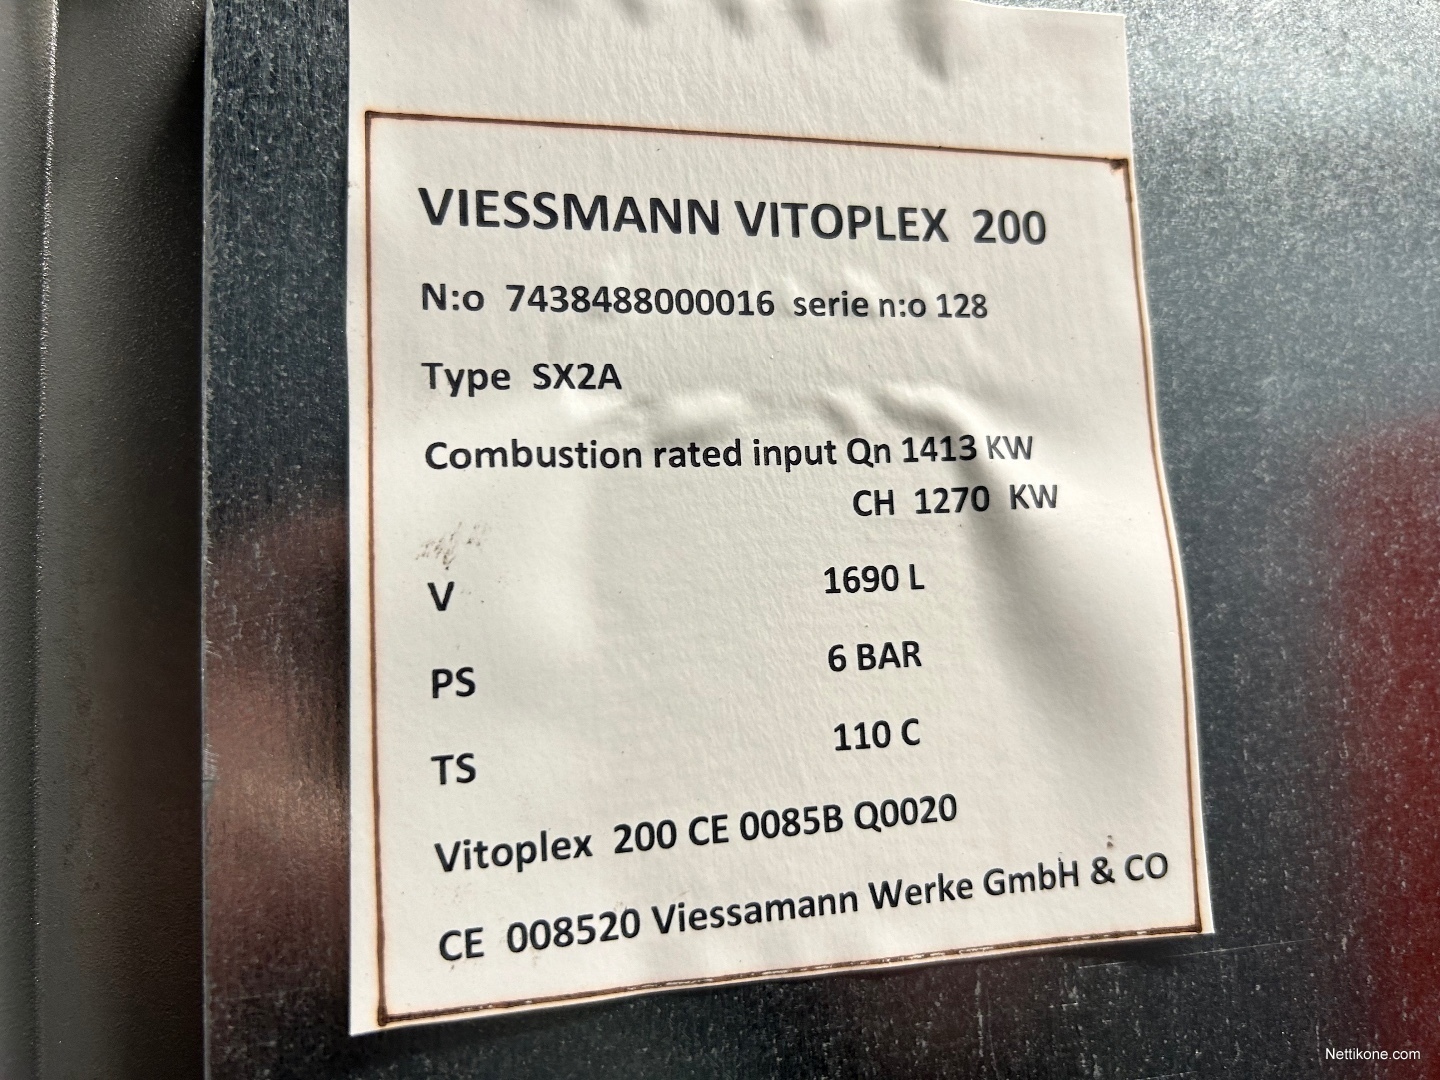 VIESSMANN VITOPLEX 200
N:o 7438488000016 serie n:o 128
Type SX2A
Combustion rated input Qn 1413 KW
CH 1270 KW
V 1690 L
PS 6 BAR
TS 110 C
Vitoplex 200 CE 0085B Q0020
CE 008520 Viessamann Werke GmbH & CO
Nettikone.com